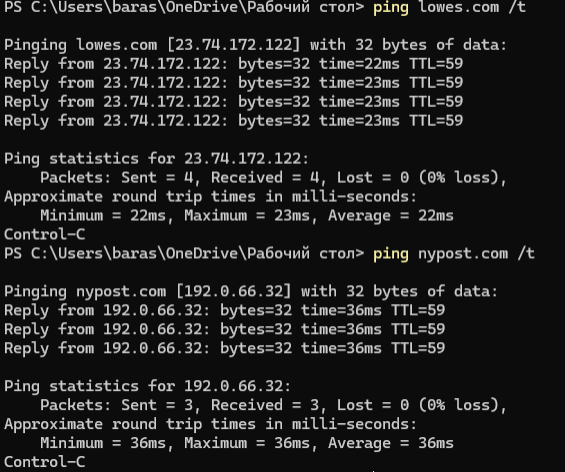 PS C:\Users\baras\OneDrive\Рабочий стол> ping lowes.com /t
Pinging lowes.com [23.74.172.122] with 32 bytes of data:
Reply from 23.74.172.122: bytes=32 time=22ms TTL=59
Reply from 23.74.172.122: bytes=32 time=23ms TTL=59
Reply from 23.74.172.122: bytes=32 time=23ms TTL=59
Reply from 23.74.172.122: bytes=32 time=23ms TTL=59
Ping statistics for 23.74.172.122:
    Packets: Sent = 4, Received = 4, Lost = 0 (0% loss),
Approximate round trip times in milli-seconds:
    Minimum = 22ms, Maximum = 23ms, Average = 22ms
Control-C
PS C:\Users\baras\OneDrive\Рабочий стол> ping nypost.com /t
Pinging nypost.com [192.0.66.32] with 32 bytes of data:
Reply from 192.0.66.32: bytes=32 time=36ms TTL=59
Reply from 192.0.66.32: bytes=32 time=36ms TTL=59
Reply from 192.0.66.32: bytes=32 time=36ms TTL=59
Ping statistics for 192.0.66.32:
    Packets: Sent = 3, Received = 3, Lost = 0 (0% loss),
Approximate round trip times in milli-seconds:
    Minimum = 36ms, Maximum = 36ms, Average = 36ms
Control-C